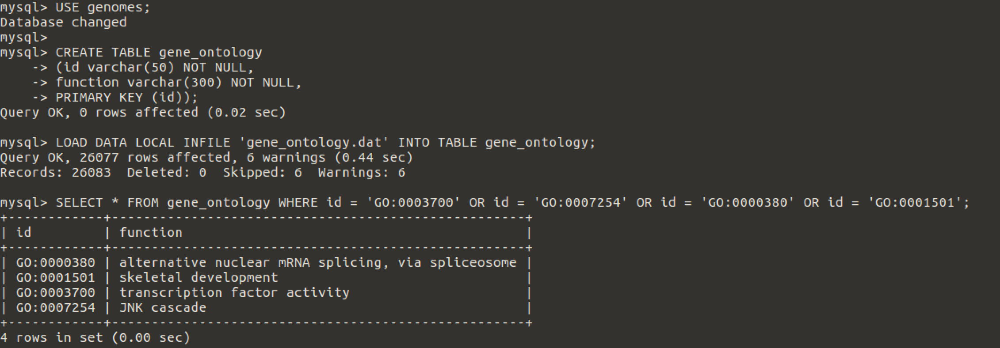 mysql> USE genomes;
Database changed
mysql>
mysql> CREATE TABLE gene_ontology
    -> (id varchar(50) NOT NULL,
    -> function varchar(300) NOT NULL,
    -> PRIMARY KEY (id));
Query OK, 0 rows affected (0.02 sec)

mysql> LOAD DATA LOCAL INFILE 'gene_ontology.dat' INTO TABLE gene_ontology;
Query OK, 26077 rows affected, 6 warnings (0.44 sec)
Records: 26083  Deleted: 0  Skipped: 6  Warnings: 6

mysql> SELECT * FROM gene_ontology WHERE id = 'GO:0003700' OR id = 'GO:0007254' OR id = 'GO:0000380' OR id = 'GO:0001501';
+------------+----------------------------------------------------+
| id         | function                                           |
+------------+----------------------------------------------------+
| GO:0000380 | alternative nuclear mRNA splicing, via spliceosome |
| GO:0001501 | skeletal development                               |
| GO:0003700 | transcription factor activity                      |
| GO:0007254 | JNK cascade                                        |
+------------+----------------------------------------------------+
4 rows in set (0.00 sec)